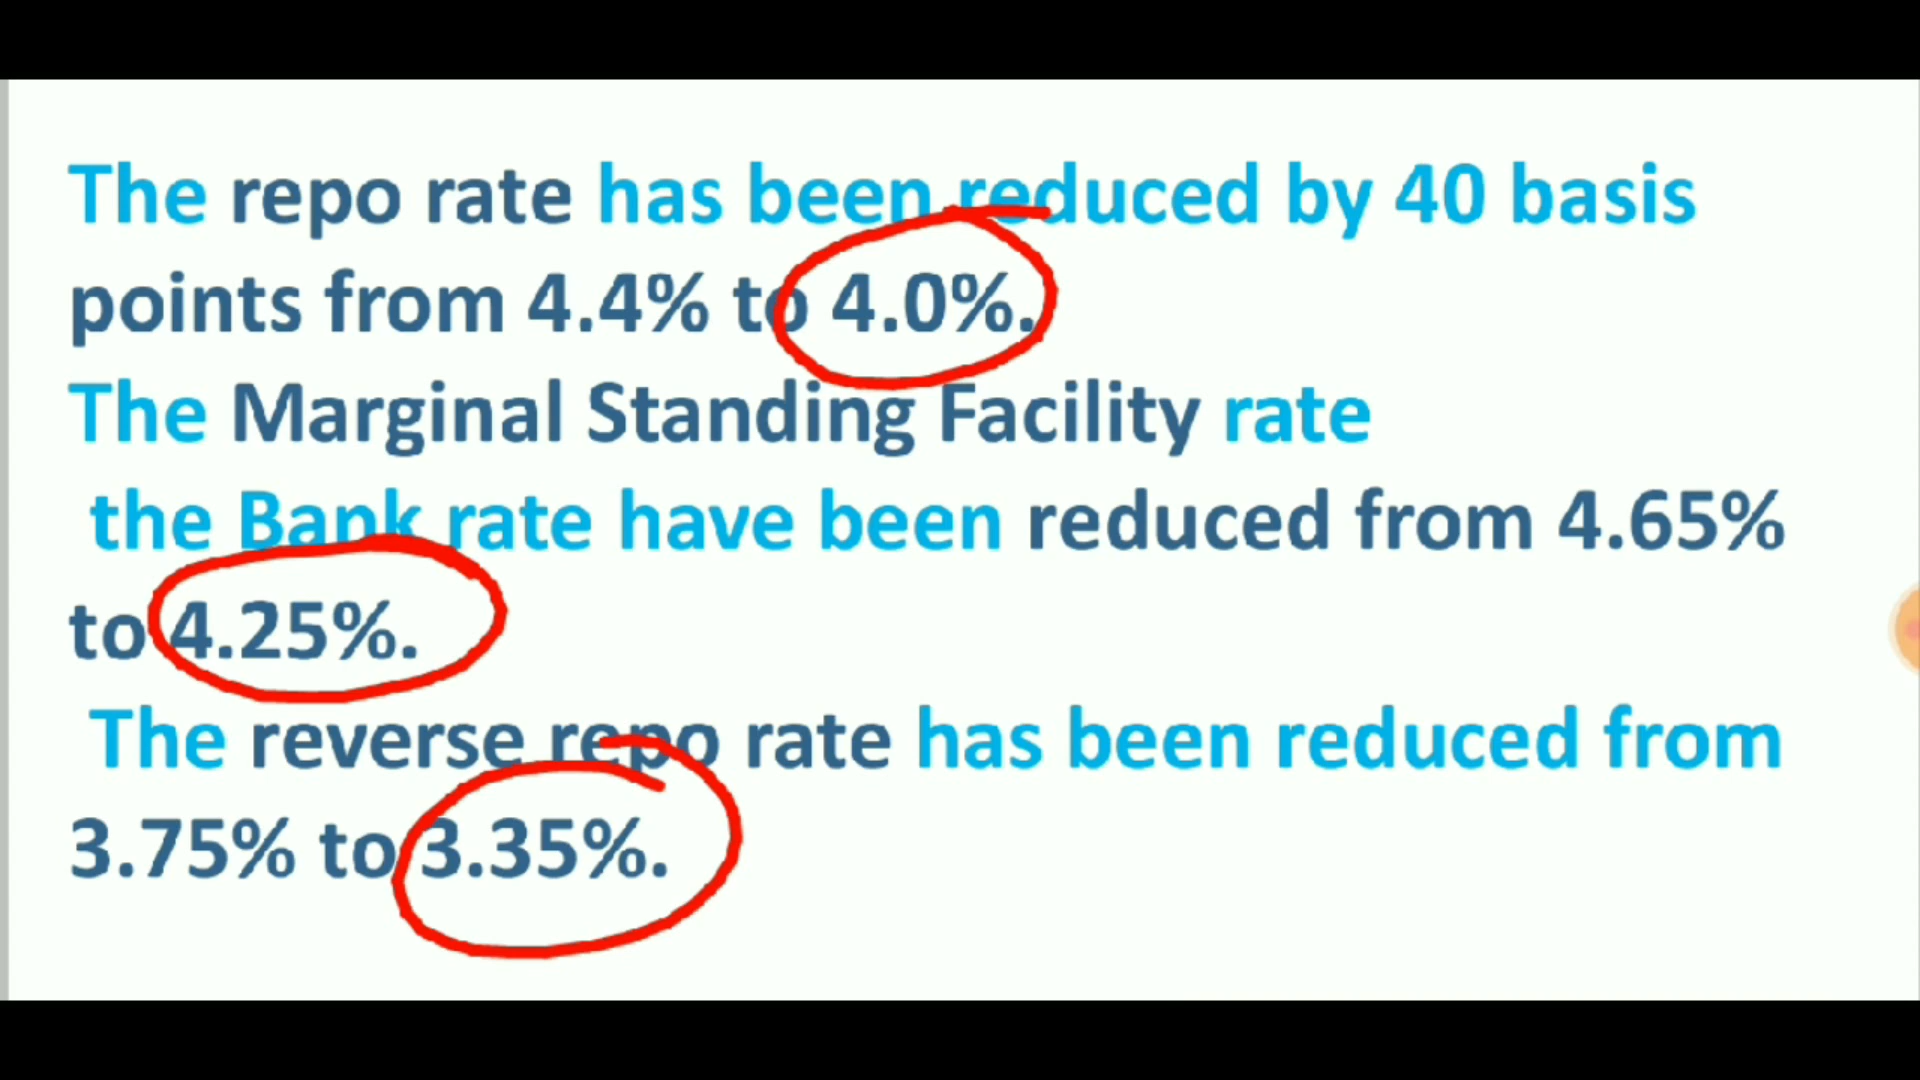 The repo rate has been reduced by 40 basis
points from 4.4% to 4.0%.
The Marginal Standing Facility rate
the Bank rate have been reduced from 4.65%
to 4.25%.
The reverse repo rate has been reduced from
3.75% to 3.35%.